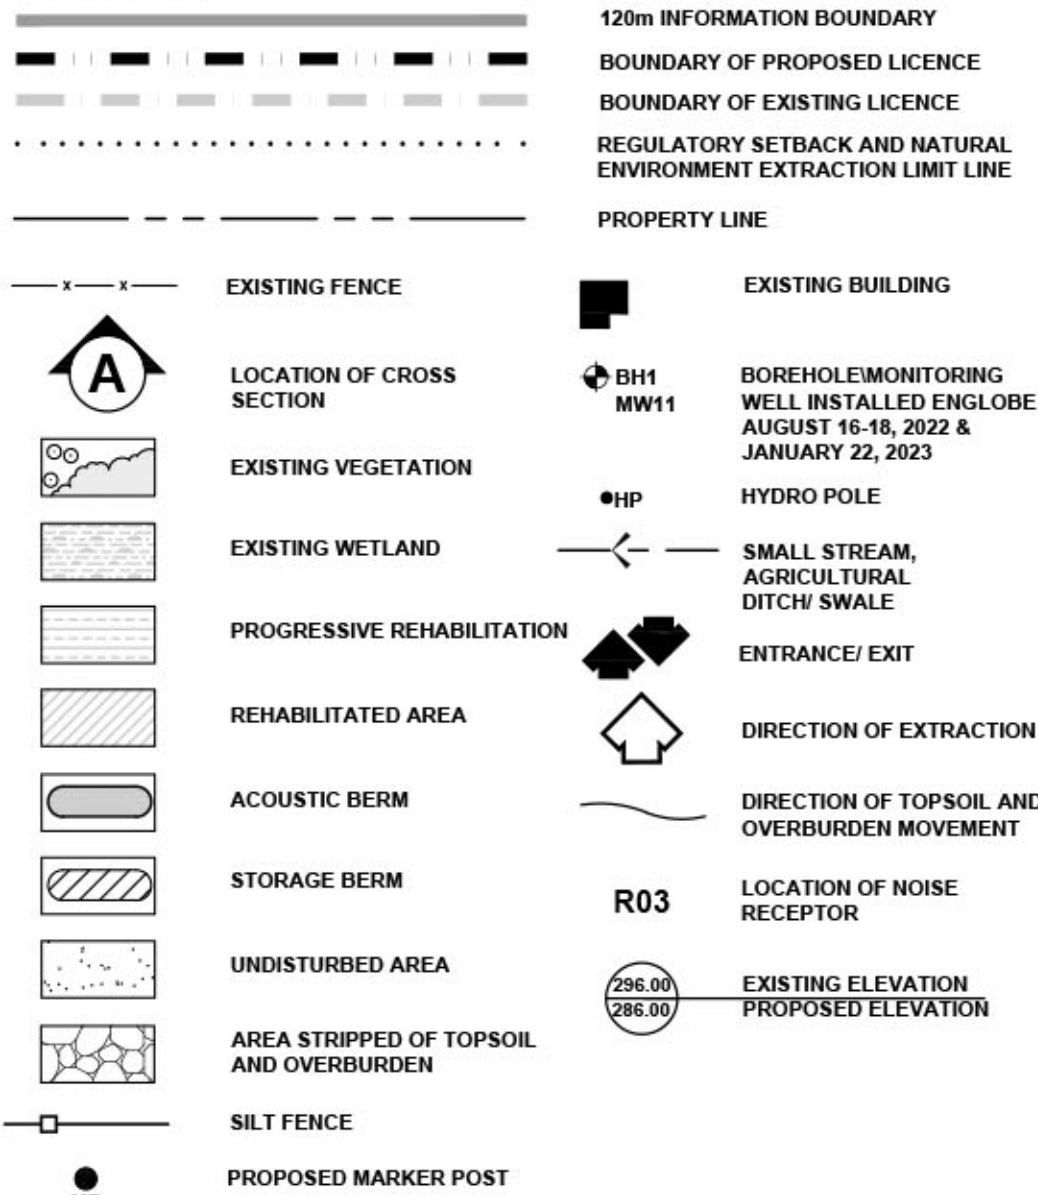 120m INFORMATION BOUNDARY
BOUNDARY OF PROPOSED LICENCE
BOUNDARY OF EXISTING LICENCE
REGULATORY SETBACK AND NATURAL
ENVIRONMENT EXTRACTION LIMIT LINE
PROPERTY LINE
x x
EXISTING FENCE
A
LOCATION OF CROSS
SECTION
EXISTING VEGETATION
EXISTING WETLAND
PROGRESSIVE REHABILITATION
REHABILITATED AREA
ACOUSTIC BERM
STORAGE BERM
UNDISTURBED AREA
AREA STRIPPED OF TOPSOIL
AND OVERBURDEN
SILT FENCE
PROPOSED MARKER POST
EXISTING BUILDING
BH1
MW11
BOREHOLE\MONITORING
WELL INSTALLED ENGLOBE
AUGUST 16-18, 2022 &
JANUARY 22, 2023
HP
HYDRO POLE
SMALL STREAM,
AGRICULTURAL
DITCH/ SWALE
ENTRANCE/ EXIT
DIRECTION OF EXTRACTION
DIRECTION OF TOPSOIL AND
OVERBURDEN MOVEMENT
R03
LOCATION OF NOISE
RECEPTOR
296.00
286.00
EXISTING ELEVATION
PROPOSED ELEVATION